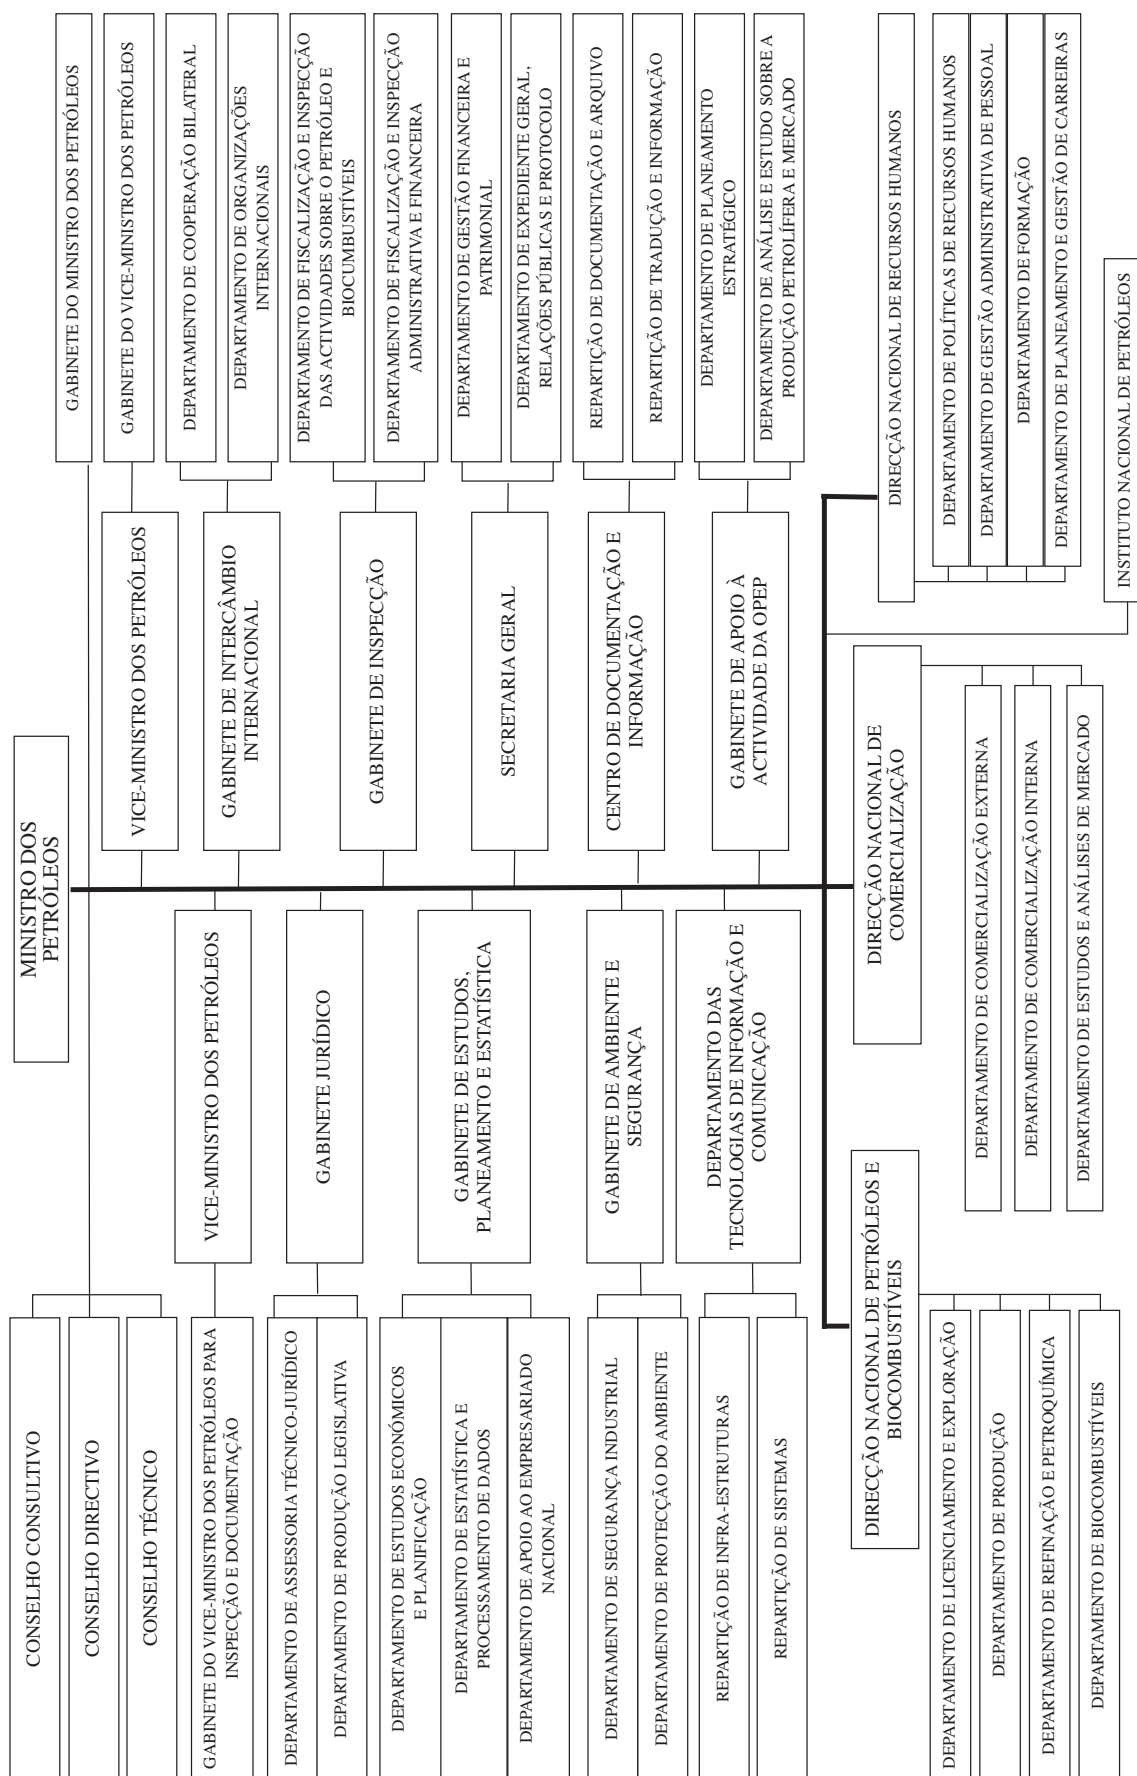 MINISTRO DOS
PETRÓLEOS
CONSELHO CONSULTIVO
CONSELHO DIRECTIVO
CONSELHO TÉCNICO
GABINETE DO VICE-MINISTRO DOS PETRÓLEOS PARA
INSPECÇÃO E DOCUMENTAÇÃO
DEPARTAMENTO DE ASSESSORIA TÉCNICO-JURÍDICO
DEPARTAMENTO DE PRODUÇÃO LEGISLATIVA
DEPARTAMENTO DE ESTUDOS ECONÓMICOS
E PLANIFICAÇÃO
DEPARTAMENTO DE ESTATÍSTICA E
PROCESSAMENTO DE DADOS
DEPARTAMENTO DE APOIO AO EMPRESARIADO
NACIONAL
DEPARTAMENTO DE SEGURANÇA INDUSTRIAL
DEPARTAMENTO DE PROTECÇÃO DO AMBIENTE
REPARTIÇÃO DE INFRA-ESTRUTURAS
REPARTIÇÃO DE SISTEMAS
VICE-MINISTRO DOS PETRÓLEOS
GABINETE JURÍDICO
GABINETE DE ESTUDOS,
PLANEAMENTO E ESTATÍSTICA
GABINETE DE AMBIENTE E
SEGURANÇA
DEPARTAMENTO DAS
TECNOLOGIAS DE INFORMAÇÃO E
COMUNICAÇÃO
VICE-MINISTRO DOS PETRÓLEOS
GABINETE DE INTERCÂMBIO
INTERNACIONAL
GABINETE DE INSPECÇÃO
SECRETARIA GERAL
CENTRO DE DOCUMENTAÇÃO E
INFORMAÇÃO
GABINETE DE APOIO À
ACTIVIDADE DA OPEP
GABINETE DO MINISTRO DOS PETRÓLEOS
GABINETE DO VICE-MINISTRO DOS PETRÓLEOS
DEPARTAMENTO DE COOPERAÇÃO BILATERAL
DEPARTAMENTO DE ORGANIZAÇÕES
INTERNACIONAIS
DEPARTAMENTO DE FISCALIZAÇÃO E INSPECÇÃO
DAS ACTIVIDADES SOBRE O PETRÓLEO E
BIOCUMBUSTÍVEIS
DEPARTAMENTO DE FISCALIZAÇÃO E INSPECÇÃO
ADMINISTRATIVA E FINANCEIRA
DEPARTAMENTO DE GESTÃO FINANCEIRA E
PATRIMONIAL
DEPARTAMENTO DE EXPEDIENTE GERAL,
RELAÇÕES PÚBLICAS E PROTOCOLO
REPARTIÇÃO DE DOCUMENTAÇÃO E ARQUIVO
REPARTIÇÃO DE TRADUÇÃO E INFORMAÇÃO
DEPARTAMENTO DE PLANEAMENTO
ESTRATÉGICO
DEPARTAMENTO DE ANÁLISE E ESTUDO SOBRE A
PRODUÇÃO PETROLÍFERA E MERCADO
DIRECÇÃO NACIONAL DE PETRÓLEOS E
BIOCOMBUSTÍVEIS
DEPARTAMENTO DE LICENCIAMENTO E EXPLORAÇÃO
DEPARTAMENTO DE PRODUÇÃO
DEPARTAMENTO DE REFINAÇÃO E PETROQUÍMICA
DEPARTAMENTO DE BIOCOMBUSTÍVEIS
DIRECÇÃO NACIONAL DE
COMERCIALIZAÇÃO
DEPARTAMENTO DE COMERCIALIZAÇÃO EXTERNA
DEPARTAMENTO DE COMERCIALIZAÇÃO INTERNA
DEPARTAMENTO DE ESTUDOS E ANÁLISES DE MERCADO
DIRECÇÃO NACIONAL DE RECURSOS HUMANOS
DEPARTAMENTO DE POLÍTICAS DE RECURSOS HUMANOS
DEPARTAMENTO DE GESTÃO ADMINISTRATIVA DE PESSOAL
DEPARTAMENTO DE FORMAÇÃO
DEPARTAMENTO DE PLANEAMENTO E GESTÃO DE CARREIRAS
INSTITUTO NACIONAL DE PETRÓLEOS